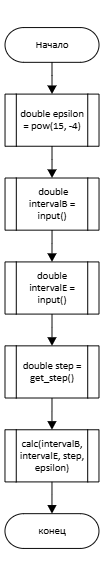 Начало
double epsilon
= pow(15, -4)
double
intervalB =
input()
double
intervalE =
input()
double step =
get_step()
calc(intervalB,
intervalE, step,
epsilon)
конец